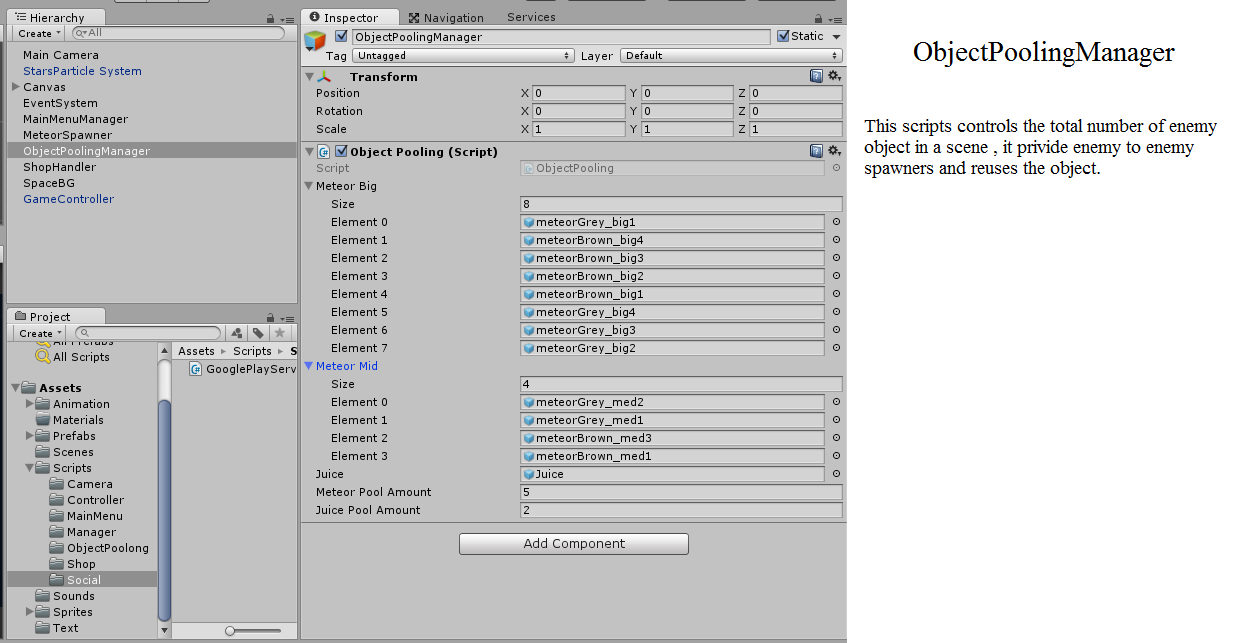 Hierarchy
Create
All
Main Camera
StarsParticle System
Canvas
EventSystem
MainMenuManager
MeteorSpawner
ObjectPoolingManager
ShopHandler
SpaceBG
GameController
Project
Create
All Scripts
Assets
Animation
Materials
Prefabs
Scenes
Scripts
Camera
Controller
MainMenu
Manager
ObjectPoolong
Shop
Social
Sounds
Sprites
Text
Assets Scripts S
GooglePlayServ
Inspector Navigation Services
ObjectPoolingManager Static
Tag Untagged Layer Default
Transform
Position X 0 Y 0 Z 0
Rotation X 0 Y 0 Z 0
Scale X 1 Y 1 Z 1
Object Pooling (Script)
Script ObjectPooling
Meteor Big
Size 8
Element 0 meteorGrey_big1
Element 1 meteorBrown_big4
Element 2 meteorBrown_big3
Element 3 meteorBrown_big2
Element 4 meteorBrown_big1
Element 5 meteorGrey_big4
Element 6 meteorGrey_big3
Element 7 meteorGrey_big2
Meteor Mid
Size 4
Element 0 meteorGrey_med2
Element 1 meteorGrey_med1
Element 2 meteorBrown_med3
Element 3 meteorBrown_med1
Juice Juice
Meteor Pool Amount 5
Juice Pool Amount 2
Add Component
ObjectPoolingManager
This scripts controls the total number of enemy
object in a scene , it privide enemy to enemy
spawners and reuses the object.